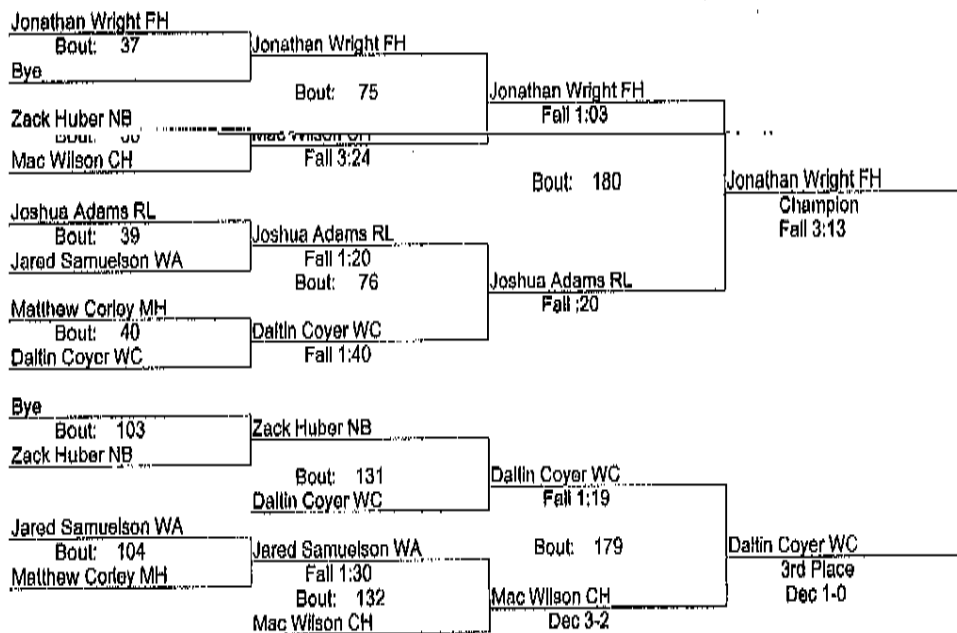 Jonathan Wright FH
Bout: 37
Bye
Jonathan Wright FH
Bout: 75
Zack Huber NB
Mac Wilson CH
Mac Wilson CH
Fall 3:24
Jonathan Wright FH
Fall 1:03
Bout: 180
Jonathan Wright FH
Champion
Fall 3:13
Joshua Adams RL
Bout: 39
Jared Samuelson WA
Joshua Adams RL
Fall 1:20
Bout: 76
Matthew Corley MH
Bout: 40
Daltin Coyer WC
Daltin Coyer WC
Fall 1:40
Joshua Adams RL
Fall :20
Bye
Bout: 103
Zack Huber NB
Zack Huber NB
Bout: 131
Daltin Coyer WC
Daltin Coyer WC
Fall 1:19
Jared Samuelson WA
Bout: 104
Matthew Corley MH
Jared Samuelson WA
Fall 1:30
Bout: 132
Mac Wilson CH
Bout: 179
Mac Wilson CH
Dec 3-2
Daltin Coyer WC
3rd Place
Dec 1-0